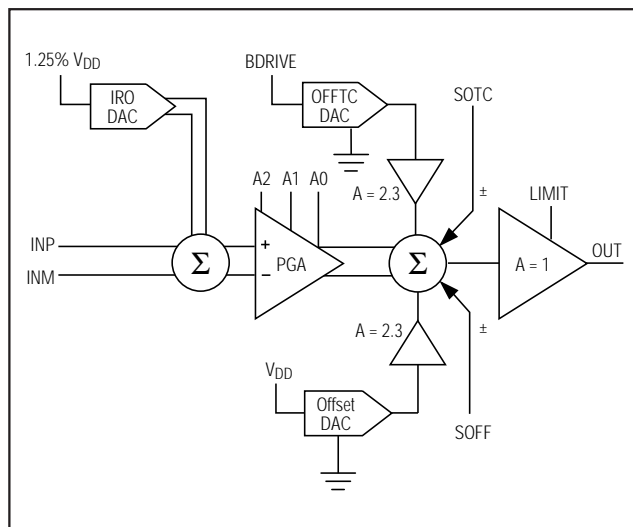 1.25% VDD
IRO
DAC
BDRIVE
OFFTC
DAC
SOTC
A = 2.3
±
A2
A1
A0
LIMIT
INP
INM
Σ
+
−
PGA
Σ
A = 1
OUT
A = 2.3
±
VDD
Offset
DAC
SOFF